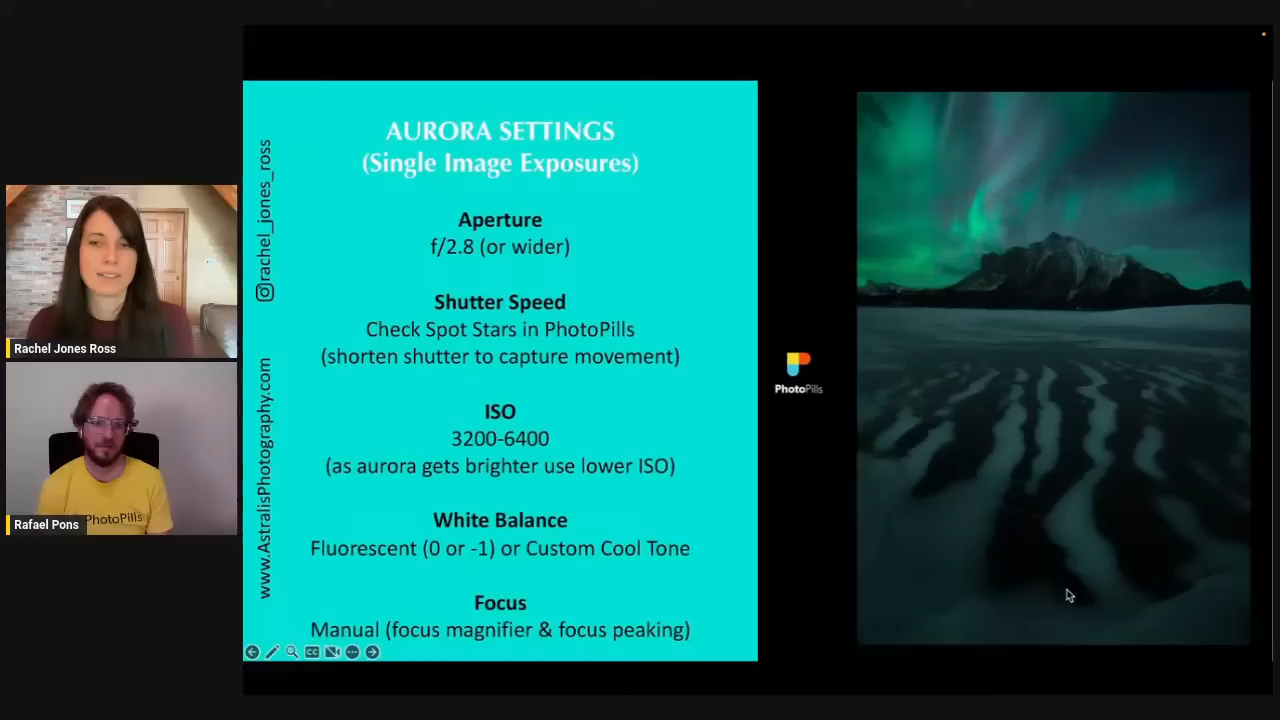 AURORA SETTINGS
(Single Image Exposures)
Aperture
f/2.8 (or wider)
Shutter Speed
Check Spot Stars in PhotoPills
(shorten shutter to capture movement)
ISO
3200-6400
(as aurora gets brighter use lower ISO)
White Balance
Fluorescent (0 or -1) or Custom Cool Tone
Focus
Manual (focus magnifier & focus peaking)
@rachel_jones_ross
www.AstralisPhotography.com
CC
PhotoPills
Rachel Jones Ross
PhotoPills
Rafael Pons